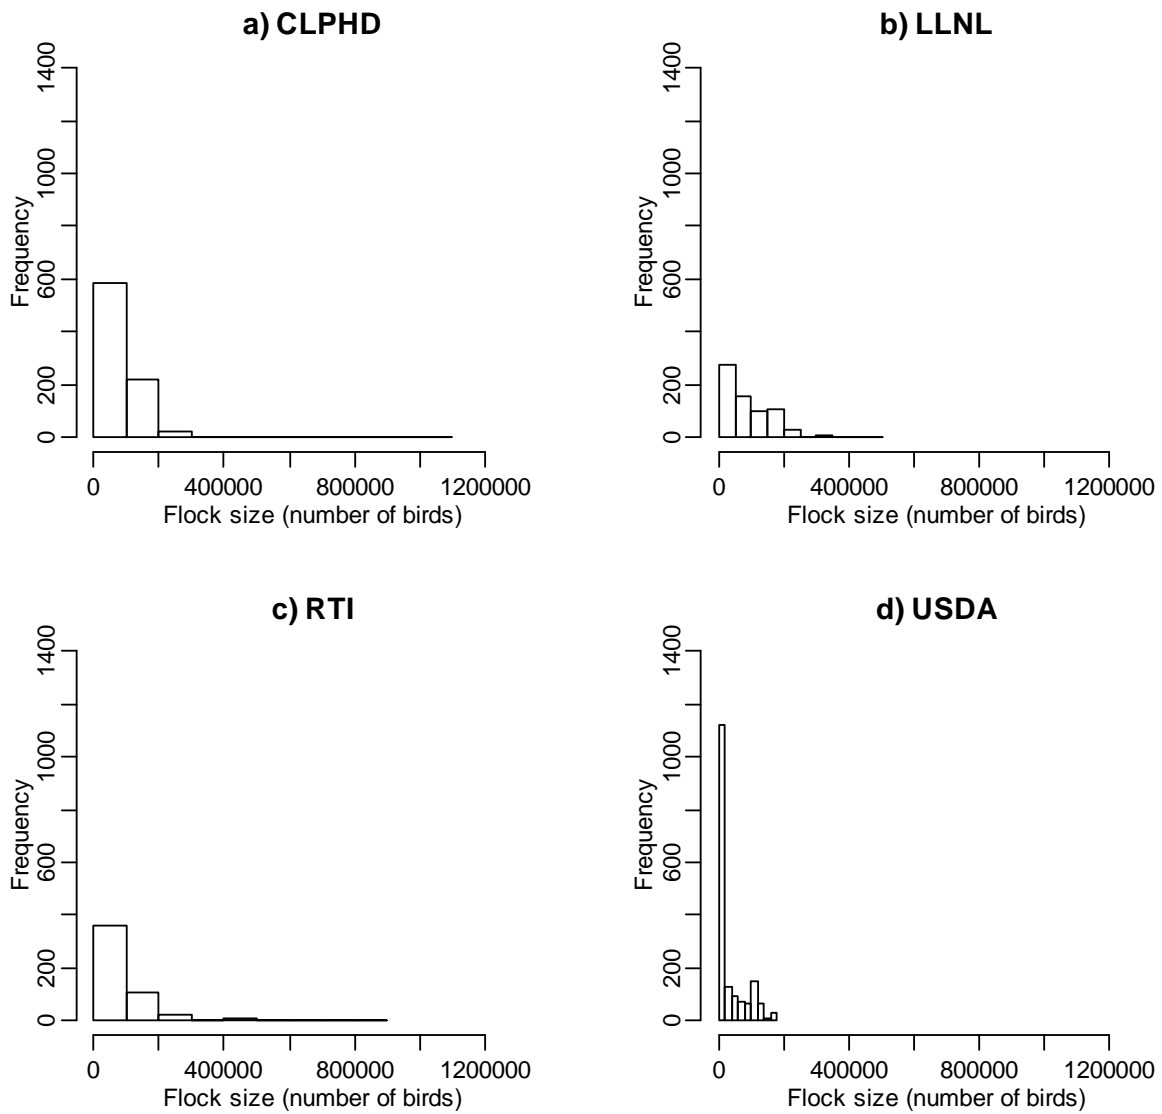 a) CLPHD
1400
1000
600
200
0
Frequency
0 400000 800000 1200000
Flock size (number of birds)
b) LLNL
1400
1000
600
200
0
Frequency
0 400000 800000 1200000
Flock size (number of birds)
c) RTI
1400
1000
600
200
0
Frequency
0 400000 800000 1200000
Flock size (number of birds)
d) USDA
1400
1000
600
200
0
Frequency
0 400000 800000 1200000
Flock size (number of birds)